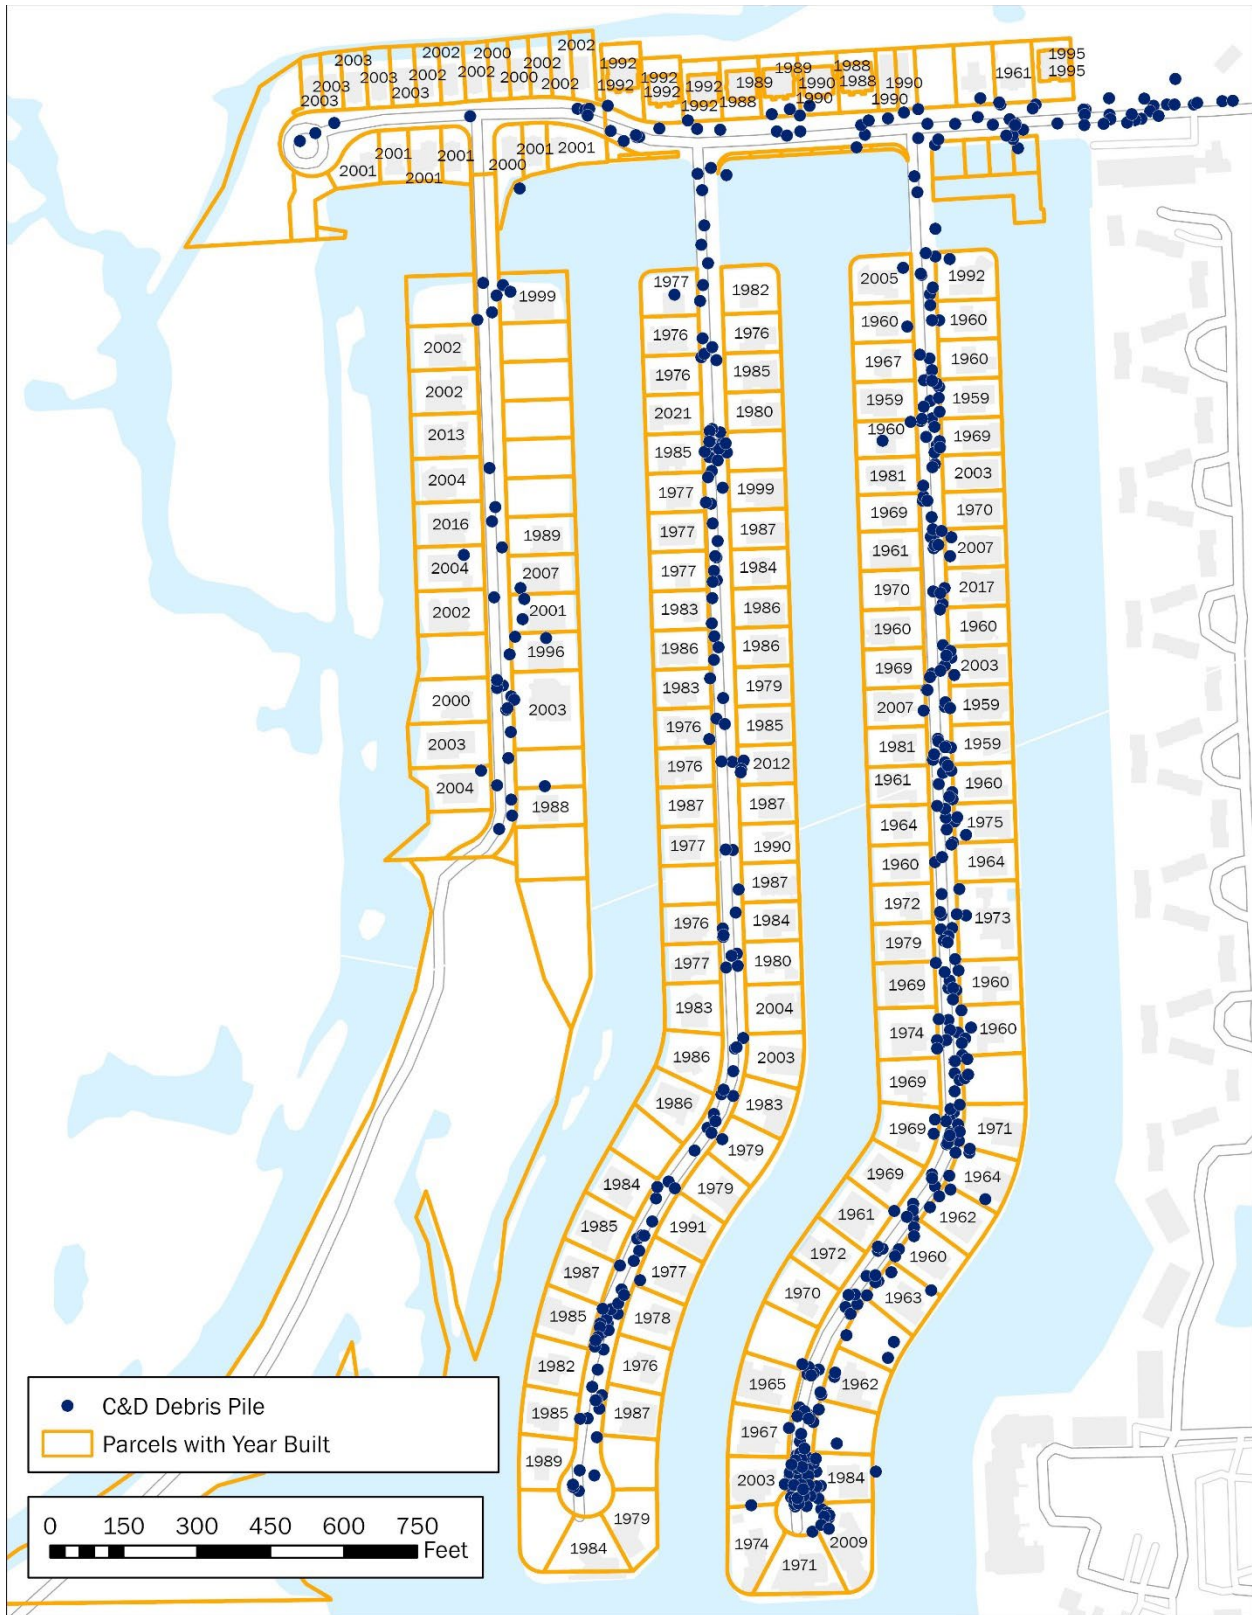 2002 2000 2002
2003 2002 1992 1989 1988 1995
2003 2002 2002 2000 2002 1992 1992 1992 1989 1990 1988 1990 1961 1995
2003 2003 1992 1992 1988 1990 1990
2001 2001 2001 2001
2001 2001 2000
1977 1982 2005 1992
1999
1976 1976 1960 1960
2002
1976 1985 1967 1960
2002
2021 1980 1959 1959
2013 1985 1960 1969
2004 1977 1999 1981 2003
2016 1989 1977 1987 1969 1970
2004 2007 1977 1984 1961 2007
2002 2001 1983 1986 1970 2017
1996 1986 1986 1960 1960
2000 2003 1983 1979 1969 2003
2003 1976 1985 2007 1959
2004 1976 2012 1981 1959
1988 1987 1987 1961 1960
1977 1990 1964 1975
1987 1960 1964
1976 1984 1972 1973
1977 1980 1979
1983 2004 1969 1960
1986 2003 1974 1960
1986 1983 1969
1979 1969 1971
1984 1979 1969 1964
1985 1991 1961 1962
1987 1977 1972 1960
1985 1978 1970 1963
1982 1976 1965 1962
1985 1987 1967
1989 2003 1984
1979 1974 2009
1984 1971
C&D Debris Pile
Parcels with Year Built
0 150 300 450 600 750
Feet